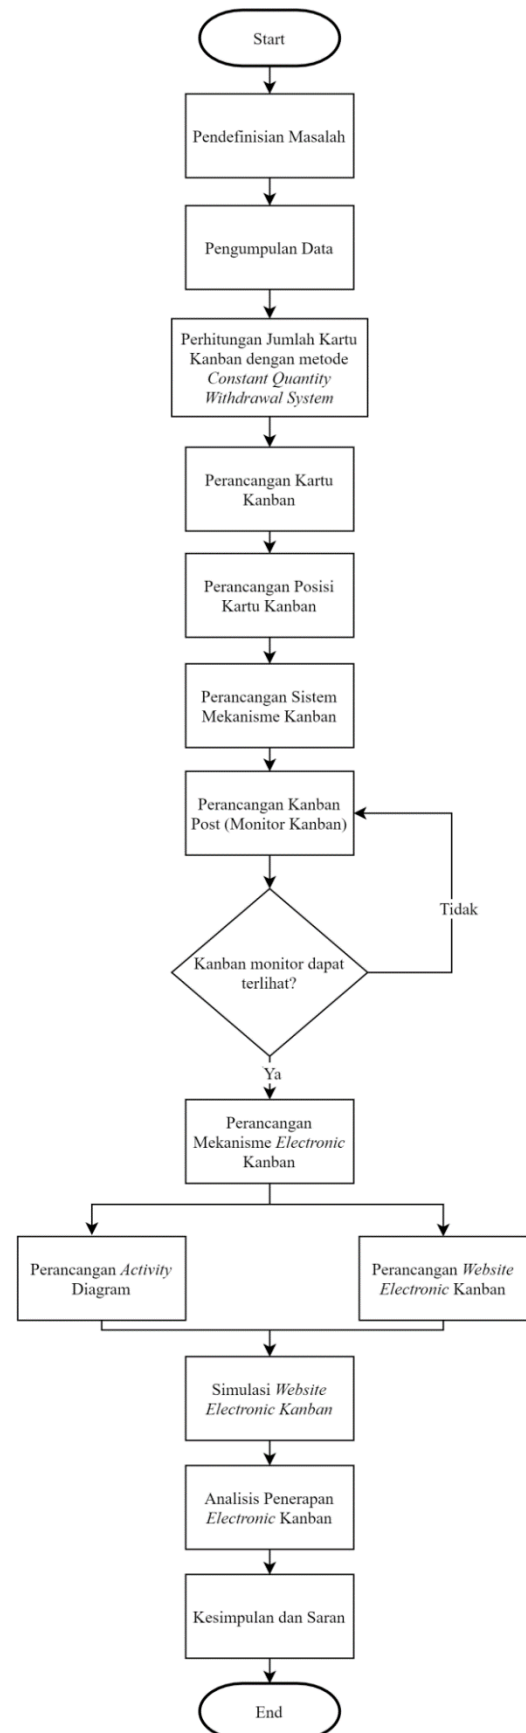 Start
Pendefinisian Masalah
Pengumpulan Data
Perhitungan Jumlah Kartu
Kanban dengan metode
Constant Quantity
Withdrawal System
Perancangan Kartu
Kanban
Perancangan Posisi
Kartu Kanban
Perancangan Sistem
Mekanisme Kanban
Perancangan Kanban
Post (Monitor Kanban)
Tidak
Kanban monitor dapat
terlihat?
Ya
Perancangan
Mekanisme Electronic
Kanban
Perancangan Activity
Diagram
Perancangan Website
Electronic Kanban
Simulasi Website
Electronic Kanban
Analisis Penerapan
Electronic Kanban
Kesimpulan dan Saran
End